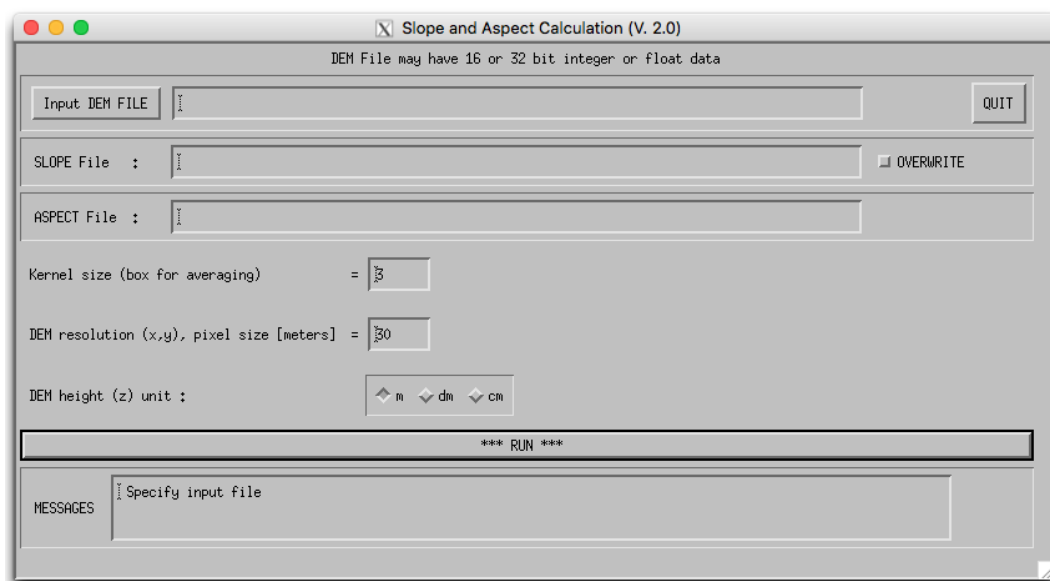 Slope and Aspect Calculation (V. 2.0)
DEM File may have 16 or 32 bit integer or float data
Input DEM FILE QUIT
SLOPE File : OVERWRITE
ASPECT File :
Kernel size (box for averaging) = 3
DEM resolution (x,y), pixel size [meters] = 30
DEM height (z) unit : m dm cm
*** RUN ***
MESSAGES Specify input file